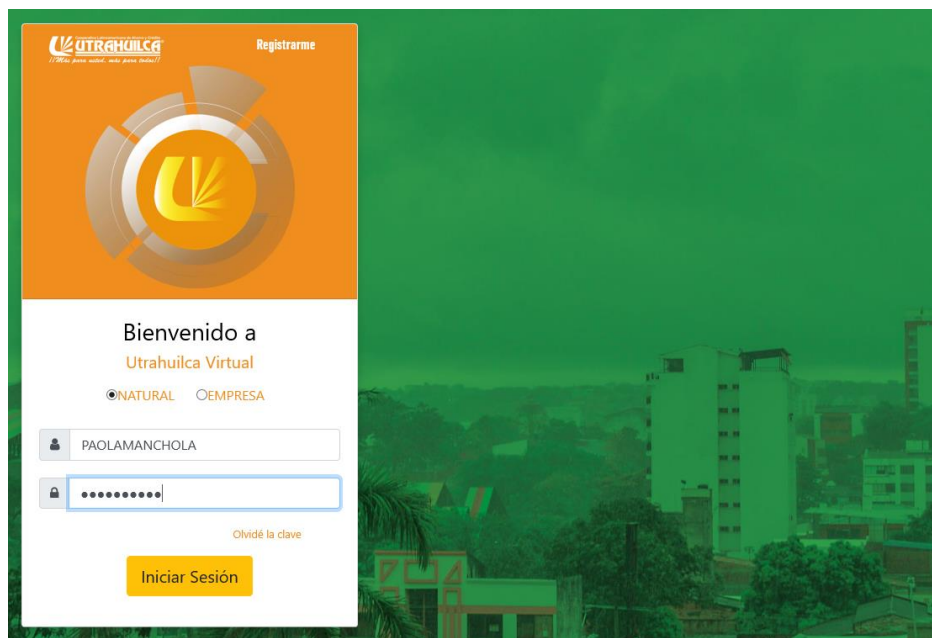 UTRAHUILCA
Registrarme
¡¡Más para usted, más para todos!!
Bienvenido a
Utrahuilca Virtual
NATURAL EMPRESA
PAOLAMANCHOLA
Olvidé la clave
Iniciar Sesión